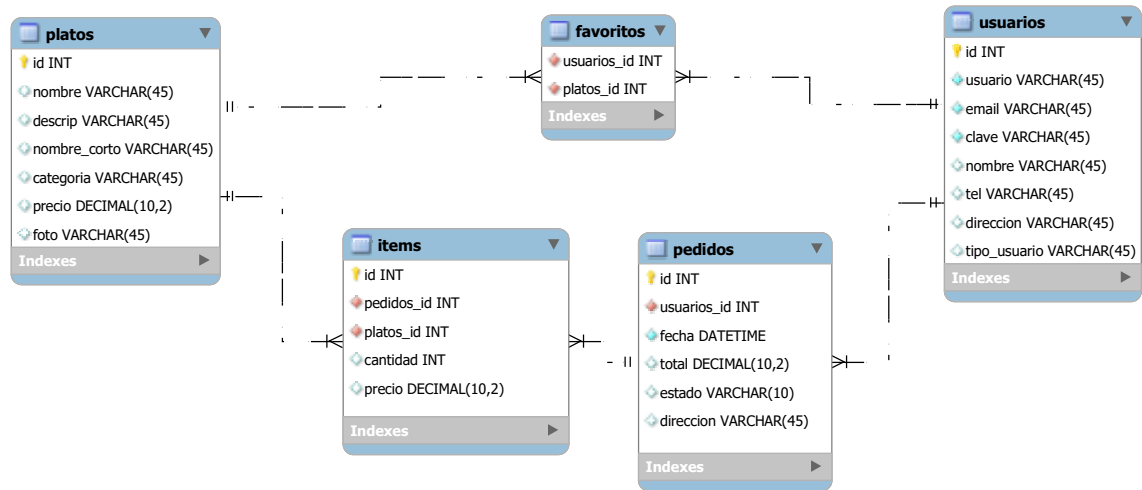 platos
id INT
nombre VARCHAR(45)
descrip VARCHAR(45)
nombre_corto VARCHAR(45)
categoria VARCHAR(45)
precio DECIMAL(10,2)
foto VARCHAR(45)
Indexes
favoritos
usuarios_id INT
platos_id INT
Indexes
usuarios
id INT
usuario VARCHAR(45)
email VARCHAR(45)
clave VARCHAR(45)
nombre VARCHAR(45)
tel VARCHAR(45)
direccion VARCHAR(45)
tipo_usuario VARCHAR(45)
Indexes
items
id INT
pedidos_id INT
platos_id INT
cantidad INT
precio DECIMAL(10,2)
Indexes
pedidos
id INT
usuarios_id INT
fecha DATETIME
total DECIMAL(10,2)
estado VARCHAR(10)
direccion VARCHAR(45)
Indexes